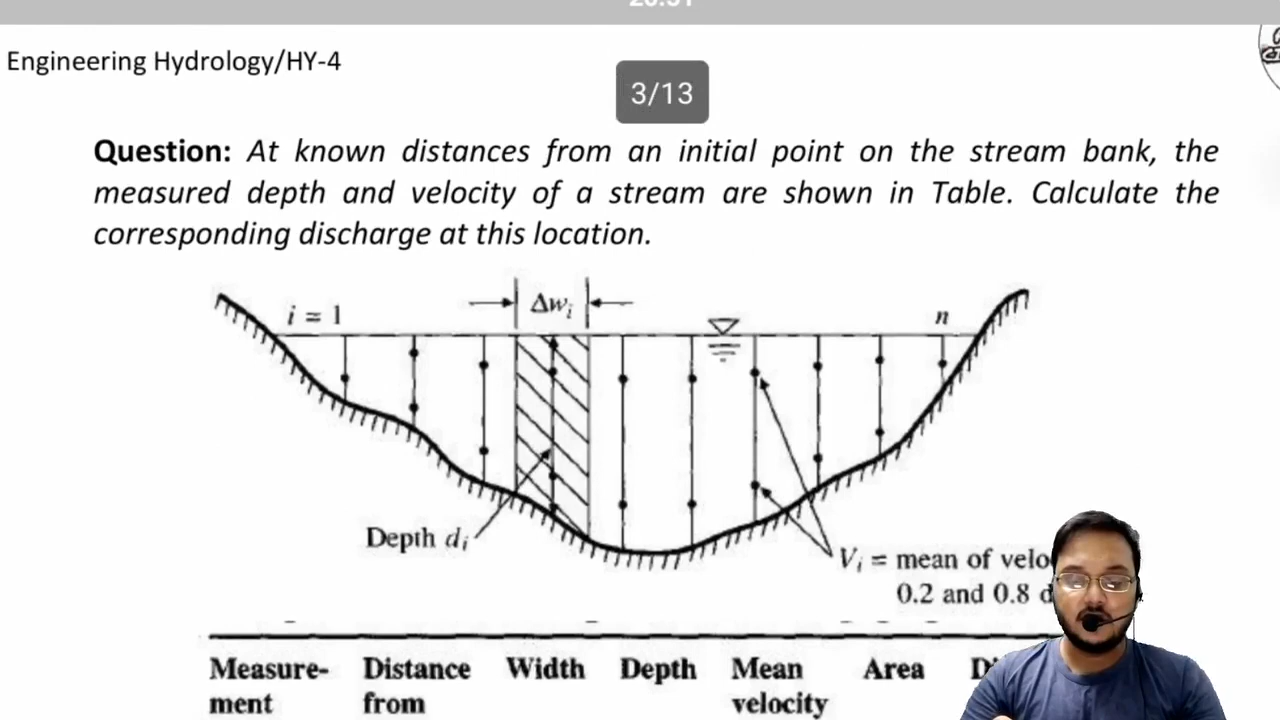 Engineering Hydrology/HY-4
3/13
Question: At known distances from an initial point on the stream bank, the
measured depth and velocity of a stream are shown in Table. Calculate the
corresponding discharge at this location.
i = 1
Δwᵢ
n
Depth dᵢ
Vᵢ = mean of velo
0.2 and 0.8 d
Measure- Distance Width Depth Mean Area
ment from velocity